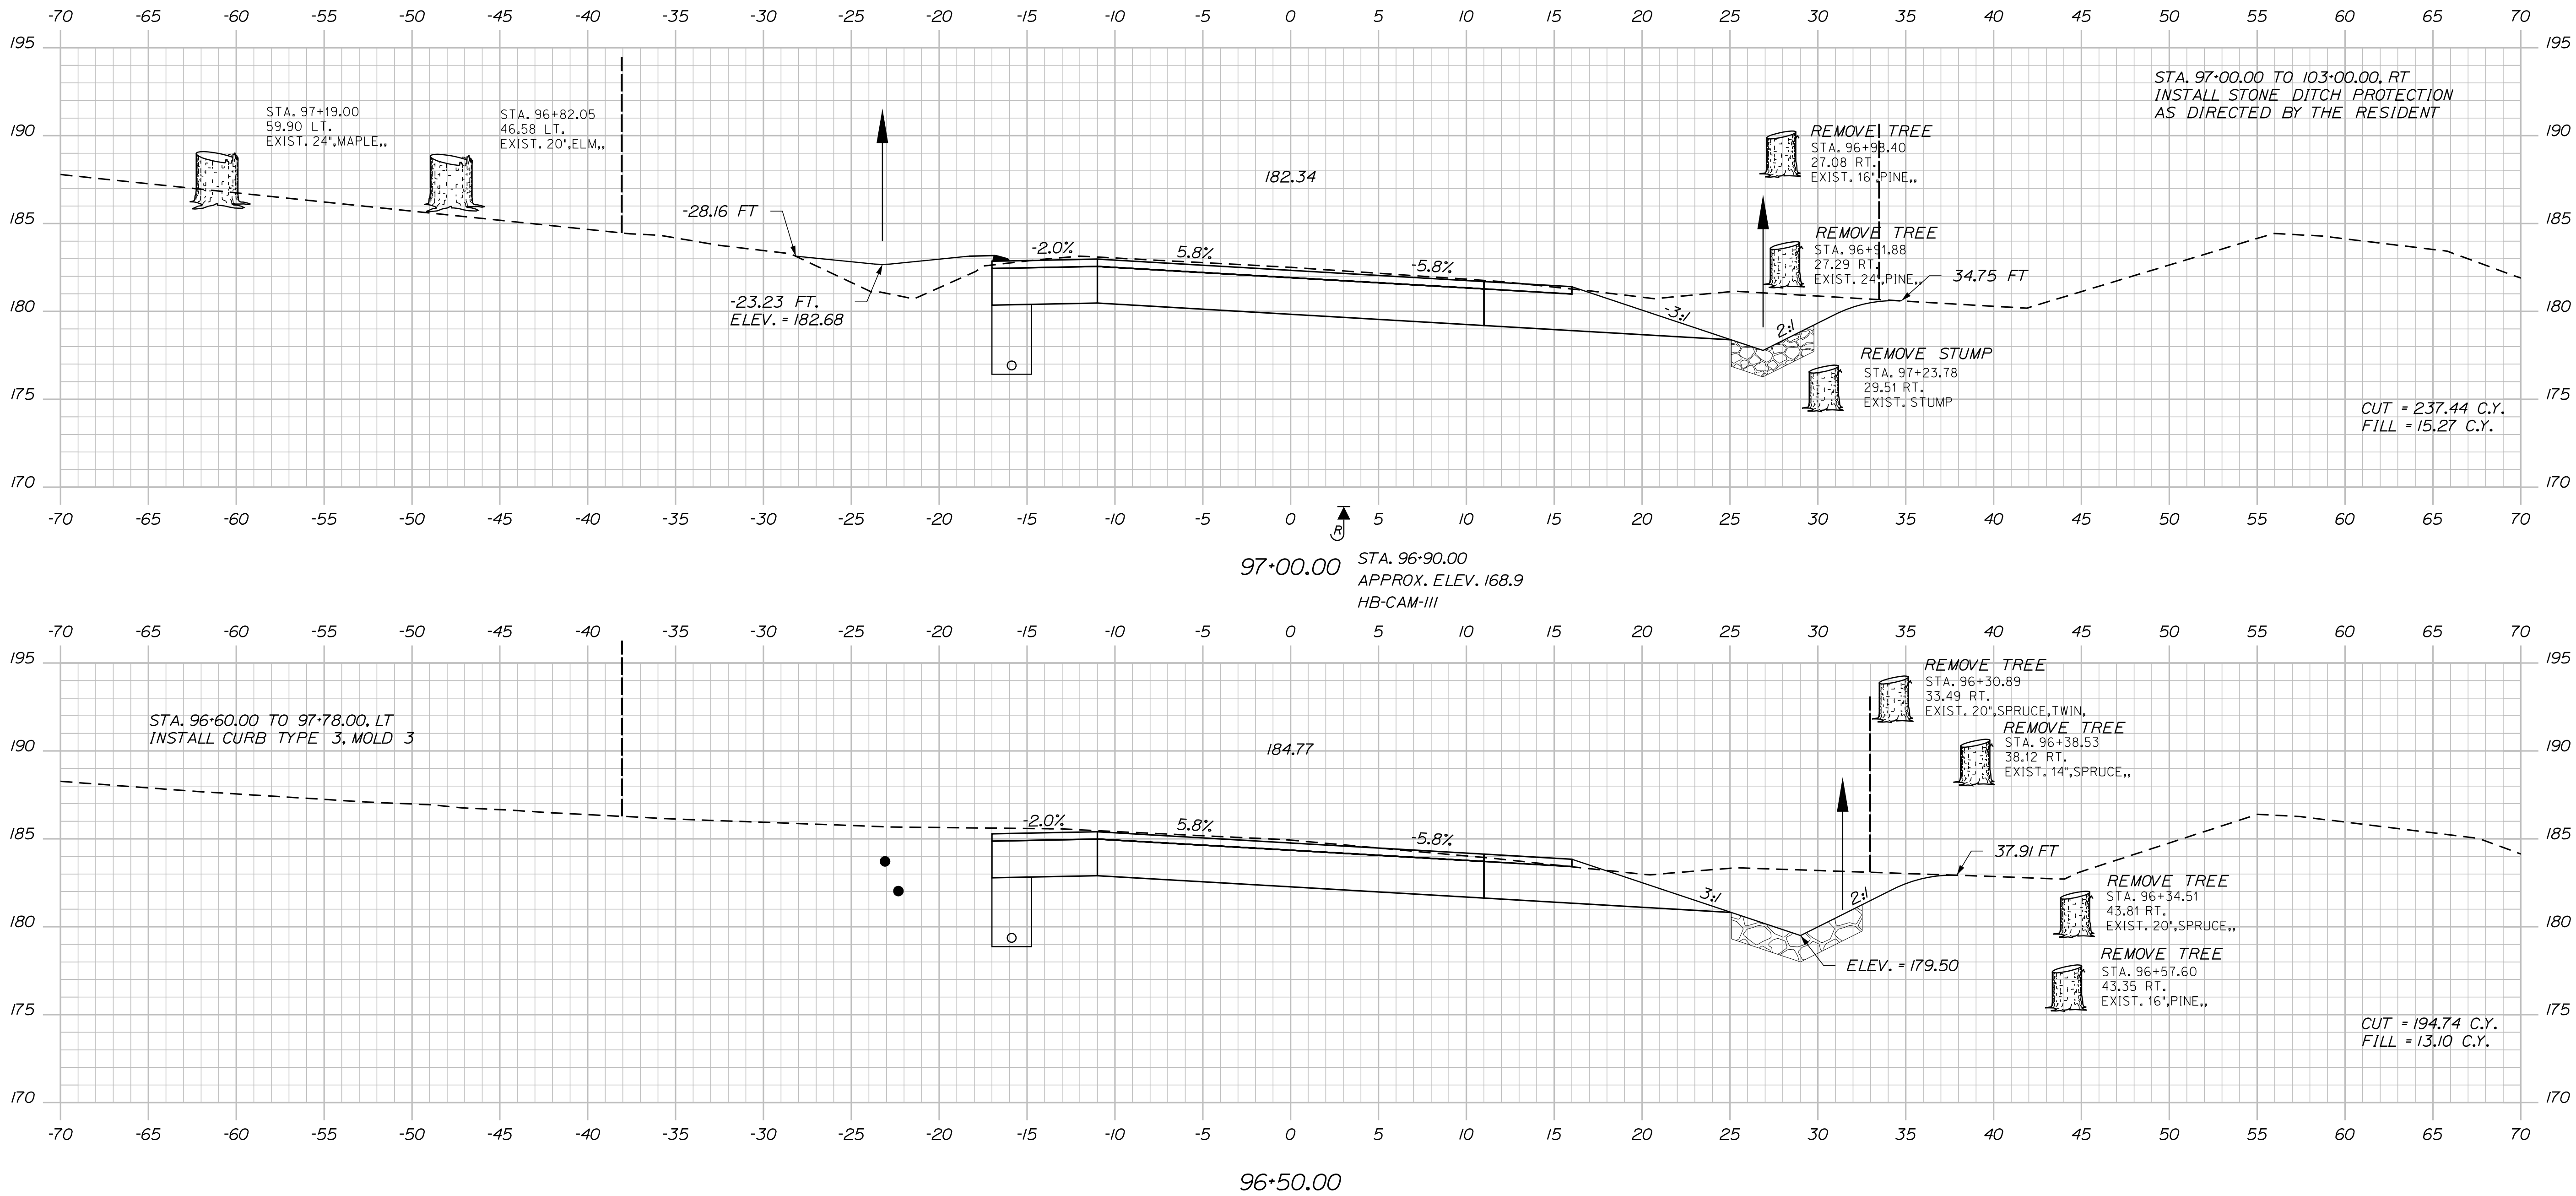 -70 -65 -60 -55 -50 -45 -40 -35 -30 -25 -20 -15 -10 -5 0 5 10 15 20 25 30 35 40 45 50 55 60 65 70
195 195
STA. 97+00.00 TO 103+00.00, RT
INSTALL STONE DITCH PROTECTION
AS DIRECTED BY THE RESIDENT
STA. 97+19.00
59.90 LT.
EXIST. 24",MAPLE,,
STA. 96+82.05
46.58 LT.
EXIST. 20",ELM,,
190 190
REMOVE TREE
STA. 96+98.40
27.08 RT.
EXIST. 16",PINE,,
182.34
185 185
-28.16 FT
REMOVE TREE
STA. 96+91.88
27.29 RT.
EXIST. 24",PINE,,
-2.0% 5.8% -5.8%
34.75 FT
-23.23 FT.
ELEV. = 182.68
180 180
-3:1 2:1
REMOVE STUMP
STA. 97+23.78
29.51 RT.
EXIST. STUMP
175 175
CUT = 237.44 C.Y.
FILL = 15.27 C.Y.
170 170
-70 -65 -60 -55 -50 -45 -40 -35 -30 -25 -20 -15 -10 -5 0 5 10 15 20 25 30 35 40 45 50 55 60 65 70
R
97+00.00
STA. 96+90.00
APPROX. ELEV. 168.9
HB-CAM-111
-70 -65 -60 -55 -50 -45 -40 -35 -30 -25 -20 -15 -10 -5 0 5 10 15 20 25 30 35 40 45 50 55 60 65 70
195 195
REMOVE TREE
STA. 96+30.89
33.49 RT.
EXIST. 20",SPRUCE,TWIN,
STA. 96+60.00 TO 97+78.00, LT
INSTALL CURB TYPE 3, MOLD 3
REMOVE TREE
STA. 96+38.53
38.12 RT.
EXIST. 14",SPRUCE,,
190 190
184.77
185 185
-2.0% 5.8% -5.8%
37.91 FT
3:1 2:1
REMOVE TREE
STA. 96+34.51
43.81 RT.
EXIST. 20",SPRUCE,,
180 180
REMOVE TREE
STA. 96+57.60
43.35 RT.
EXIST. 16",PINE,,
ELEV. = 179.50
175 175
CUT = 194.74 C.Y.
FILL = 13.10 C.Y.
170 170
-70 -65 -60 -55 -50 -45 -40 -35 -30 -25 -20 -15 -10 -5 0 5 10 15 20 25 30 35 40 45 50 55 60 65 70
96+50.00